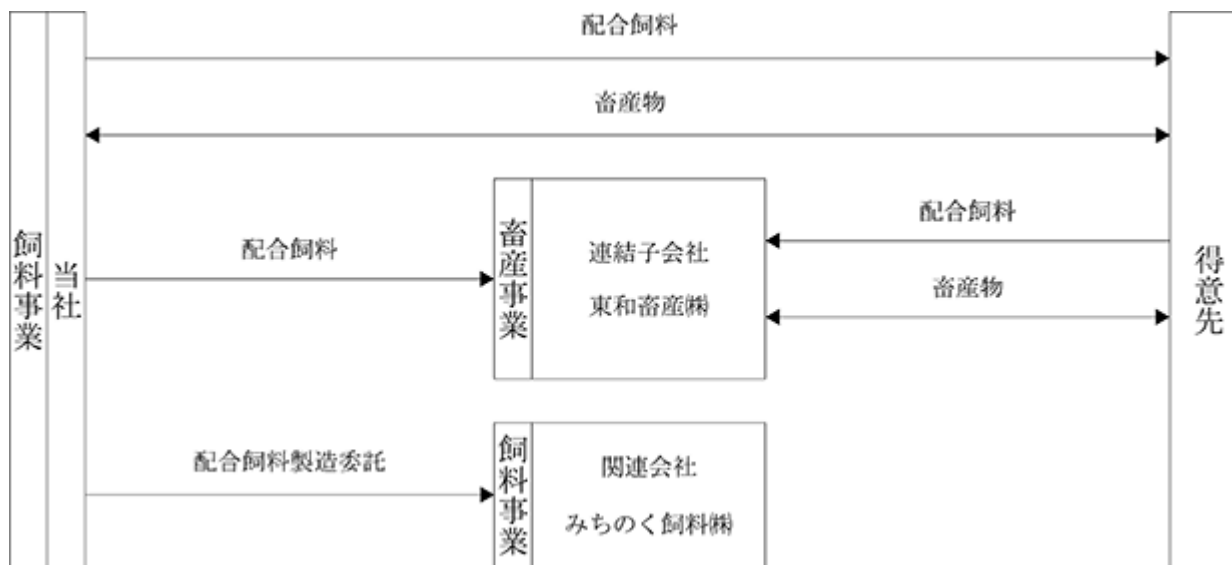 配合飼料
畜産物
飼料事業
当社
配合飼料
畜産事業
連結子会社
東和畜産㈱
配合飼料
畜産物
得意先
配合飼料製造委託
飼料事業
関連会社
みちのく飼料㈱